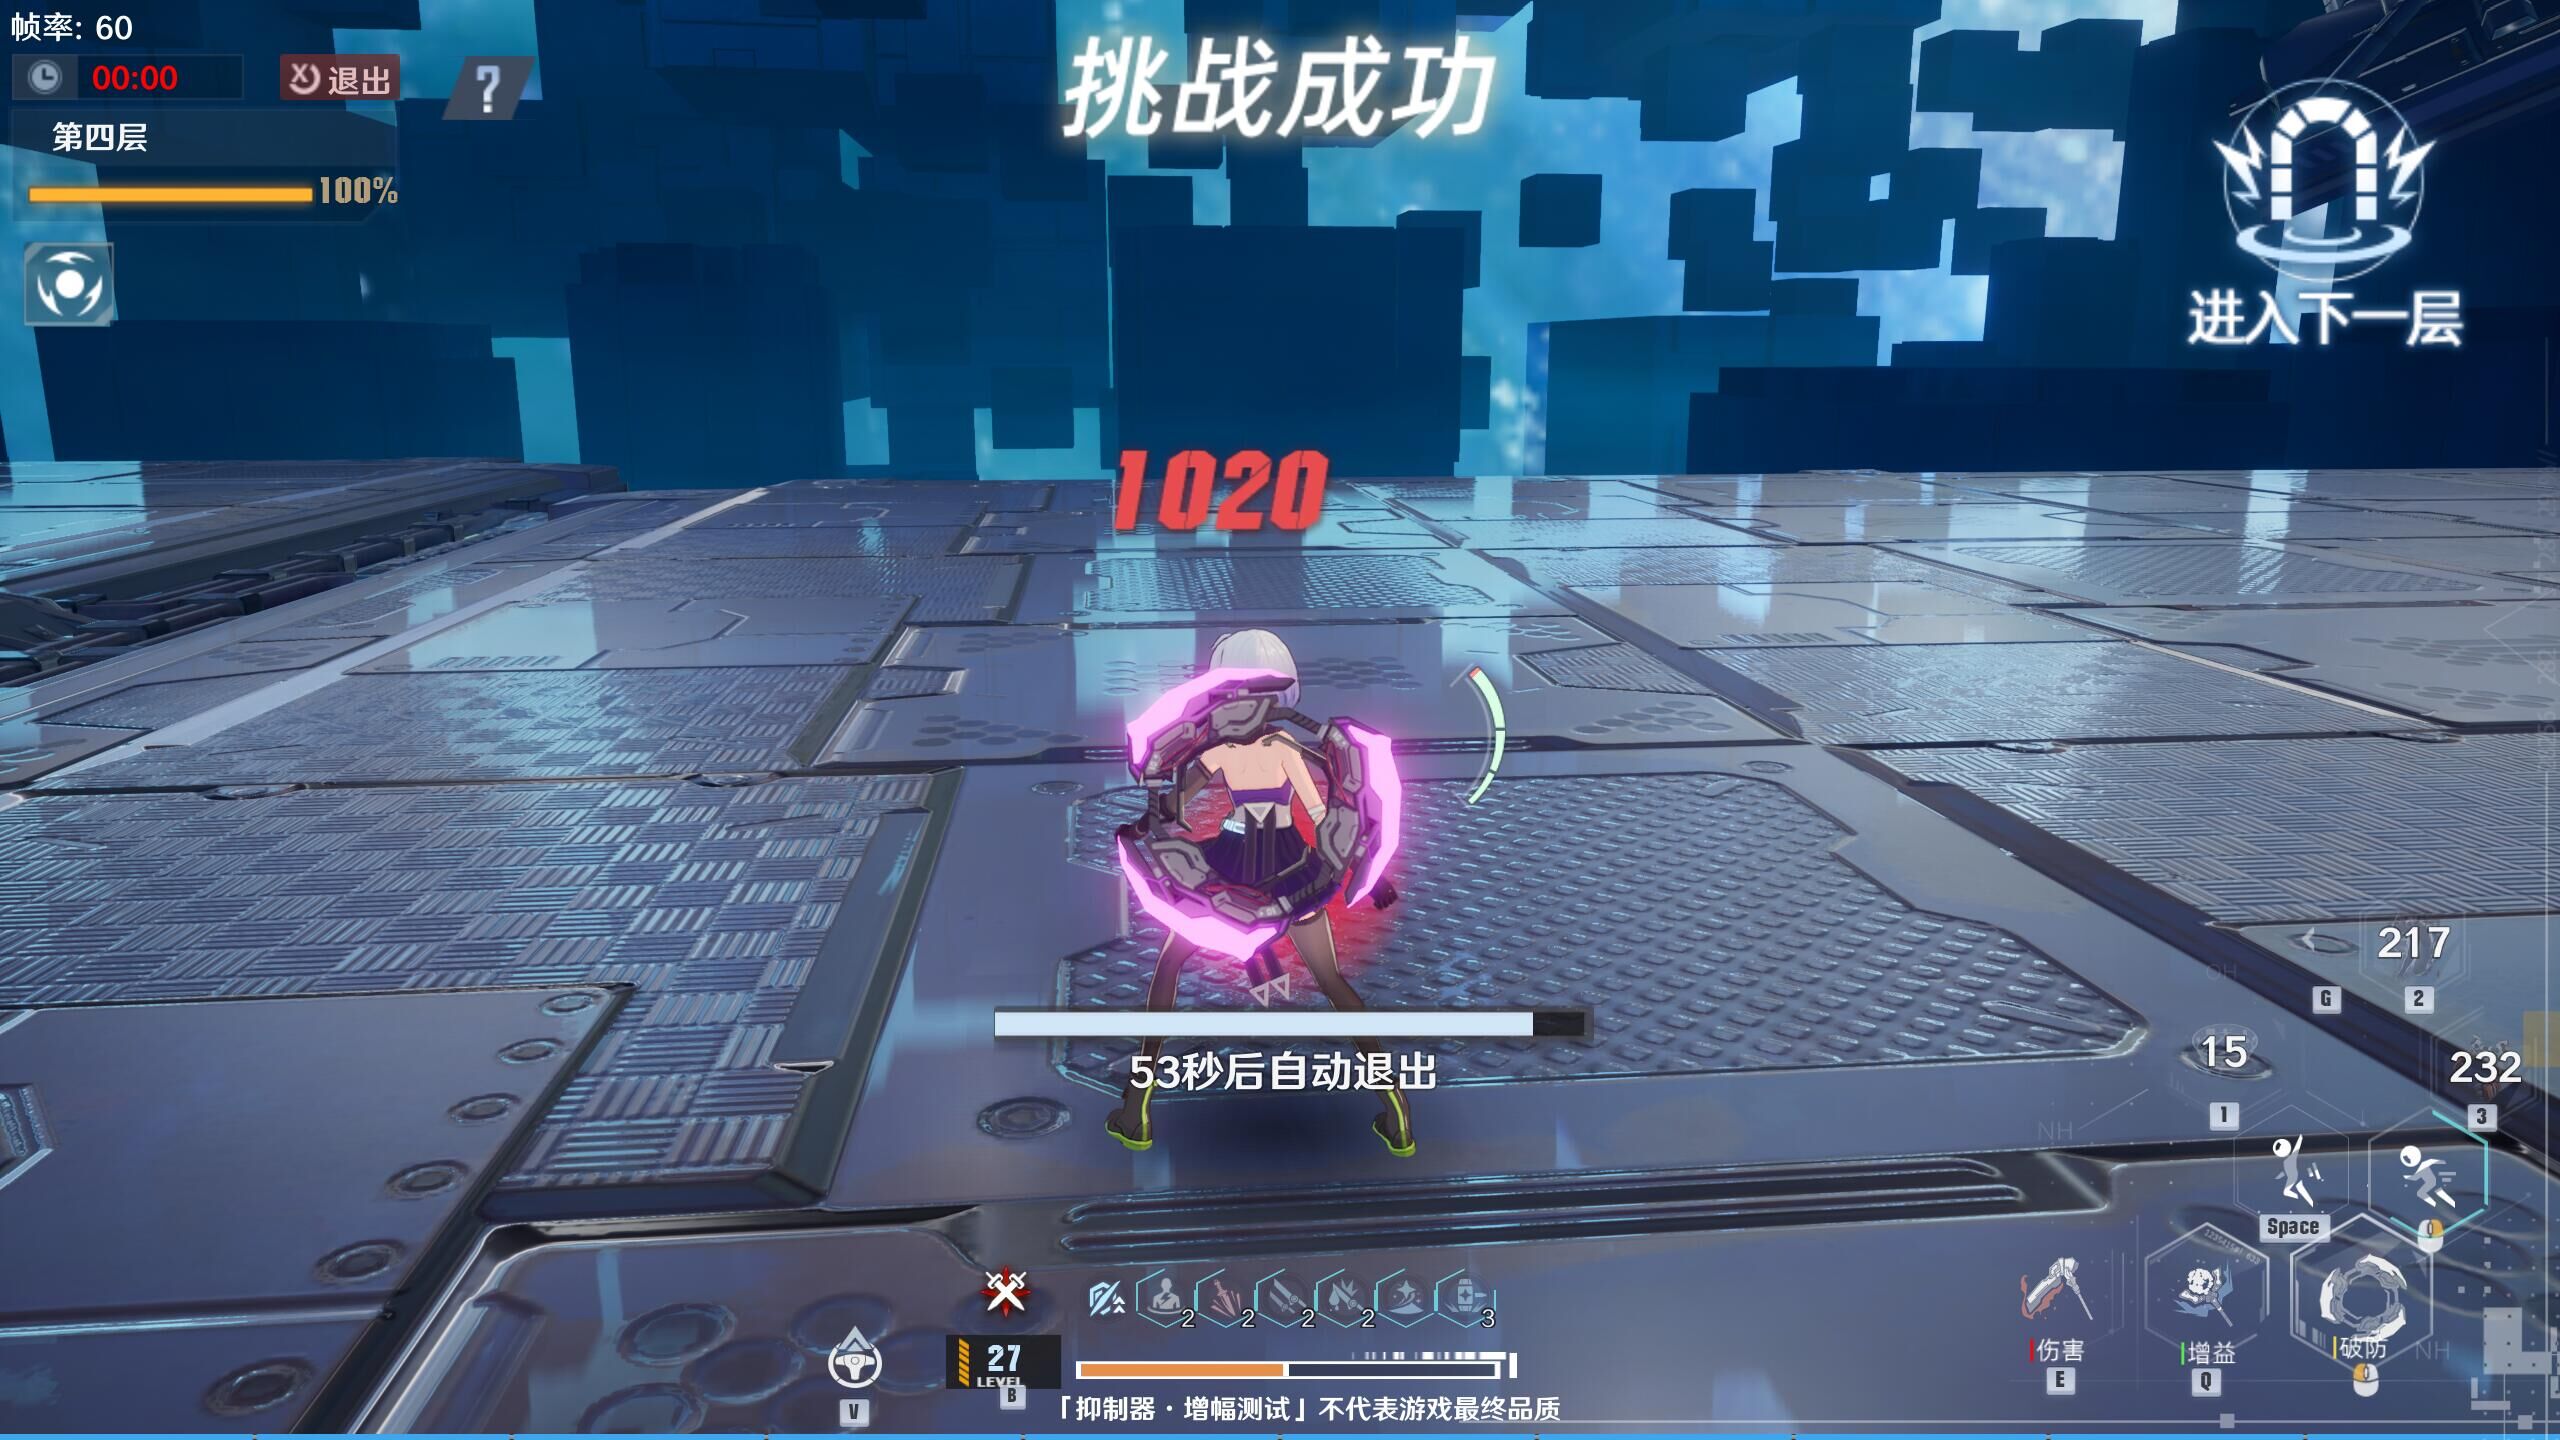 帧率: 60
00:00
退出
?
第四层
100%
挑战成功
进入下一层
1020
53秒后自动退出
217
G
2
15
232
1
3
NH
Space
伤害
E
增益
Q
破防
NH
2
2
2
2
3
27
LEVEL
B
V
「抑制器·增幅测试」不代表游戏最终品质